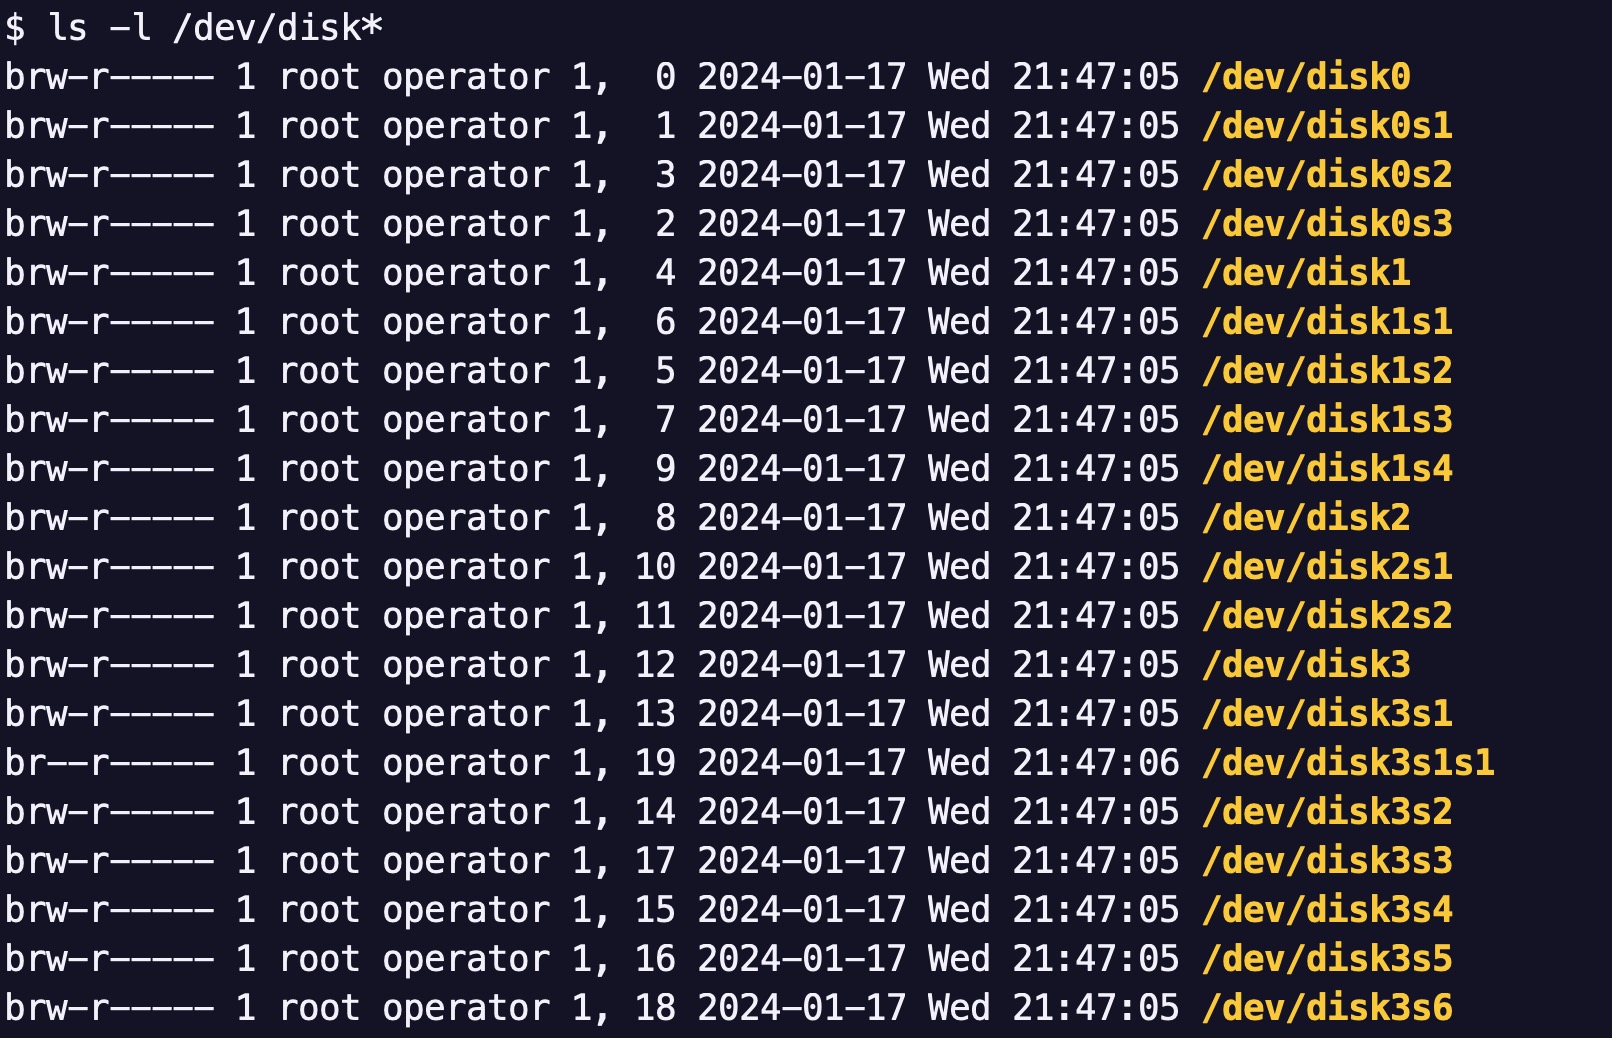 $ ls -l /dev/disk*
brw-r----- 1 root operator 1,  0 2024-01-17 Wed 21:47:05 /dev/disk0
brw-r----- 1 root operator 1,  1 2024-01-17 Wed 21:47:05 /dev/disk0s1
brw-r----- 1 root operator 1,  3 2024-01-17 Wed 21:47:05 /dev/disk0s2
brw-r----- 1 root operator 1,  2 2024-01-17 Wed 21:47:05 /dev/disk0s3
brw-r----- 1 root operator 1,  4 2024-01-17 Wed 21:47:05 /dev/disk1
brw-r----- 1 root operator 1,  6 2024-01-17 Wed 21:47:05 /dev/disk1s1
brw-r----- 1 root operator 1,  5 2024-01-17 Wed 21:47:05 /dev/disk1s2
brw-r----- 1 root operator 1,  7 2024-01-17 Wed 21:47:05 /dev/disk1s3
brw-r----- 1 root operator 1,  9 2024-01-17 Wed 21:47:05 /dev/disk1s4
brw-r----- 1 root operator 1,  8 2024-01-17 Wed 21:47:05 /dev/disk2
brw-r----- 1 root operator 1, 10 2024-01-17 Wed 21:47:05 /dev/disk2s1
brw-r----- 1 root operator 1, 11 2024-01-17 Wed 21:47:05 /dev/disk2s2
brw-r----- 1 root operator 1, 12 2024-01-17 Wed 21:47:05 /dev/disk3
brw-r----- 1 root operator 1, 13 2024-01-17 Wed 21:47:05 /dev/disk3s1
br--r----- 1 root operator 1, 19 2024-01-17 Wed 21:47:06 /dev/disk3s1s1
brw-r----- 1 root operator 1, 14 2024-01-17 Wed 21:47:05 /dev/disk3s2
brw-r----- 1 root operator 1, 17 2024-01-17 Wed 21:47:05 /dev/disk3s3
brw-r----- 1 root operator 1, 15 2024-01-17 Wed 21:47:05 /dev/disk3s4
brw-r----- 1 root operator 1, 16 2024-01-17 Wed 21:47:05 /dev/disk3s5
brw-r----- 1 root operator 1, 18 2024-01-17 Wed 21:47:05 /dev/disk3s6